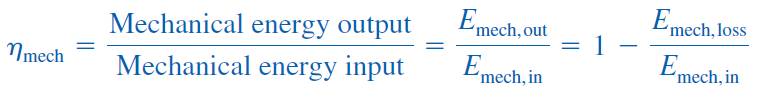 η_mech = Mechanical energy output / Mechanical energy input = E_mech, out / E_mech, in = 1 − E_mech, loss / E_mech, in